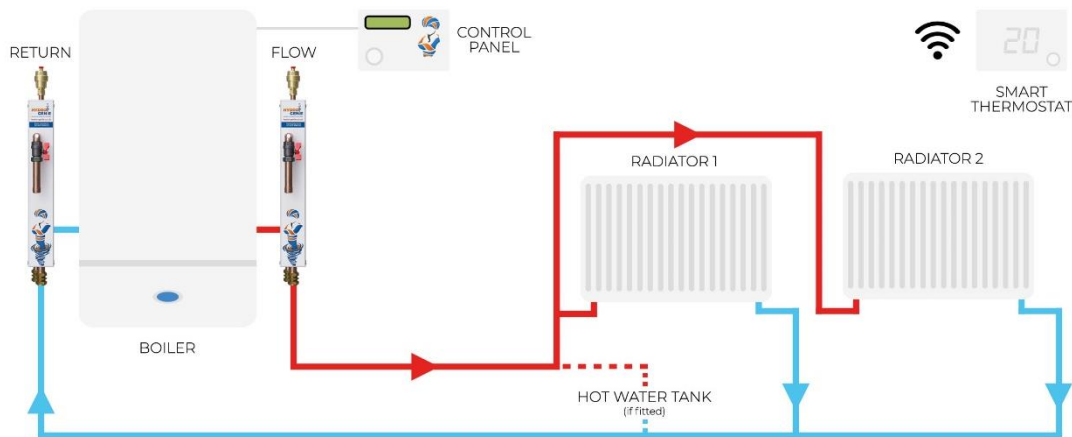 RETURN
FLOW
CONTROL
PANEL
20
SMART
THERMOSTAT
RADIATOR 1
RADIATOR 2
BOILER
HOT WATER TANK
(if fitted)